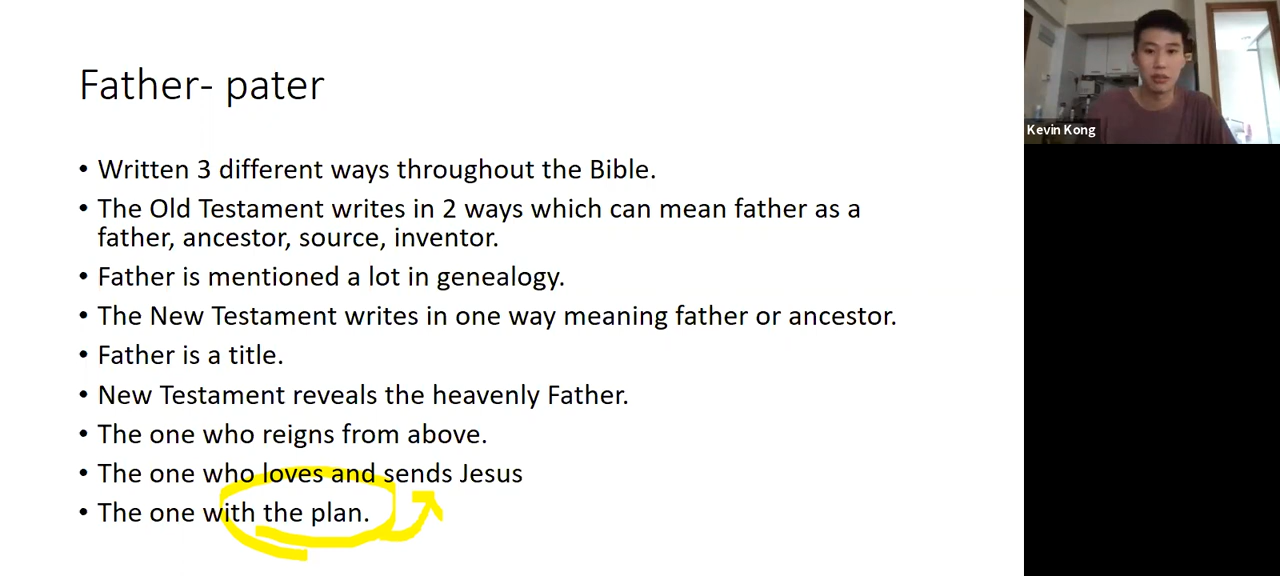 Father- pater
• Written 3 different ways throughout the Bible.
• The Old Testament writes in 2 ways which can mean father as a
father, ancestor, source, inventor.
• Father is mentioned a lot in genealogy.
• The New Testament writes in one way meaning father or ancestor.
• Father is a title.
• New Testament reveals the heavenly Father.
• The one who reigns from above.
• The one who loves and sends Jesus
• The one with the plan.
Kevin Kong